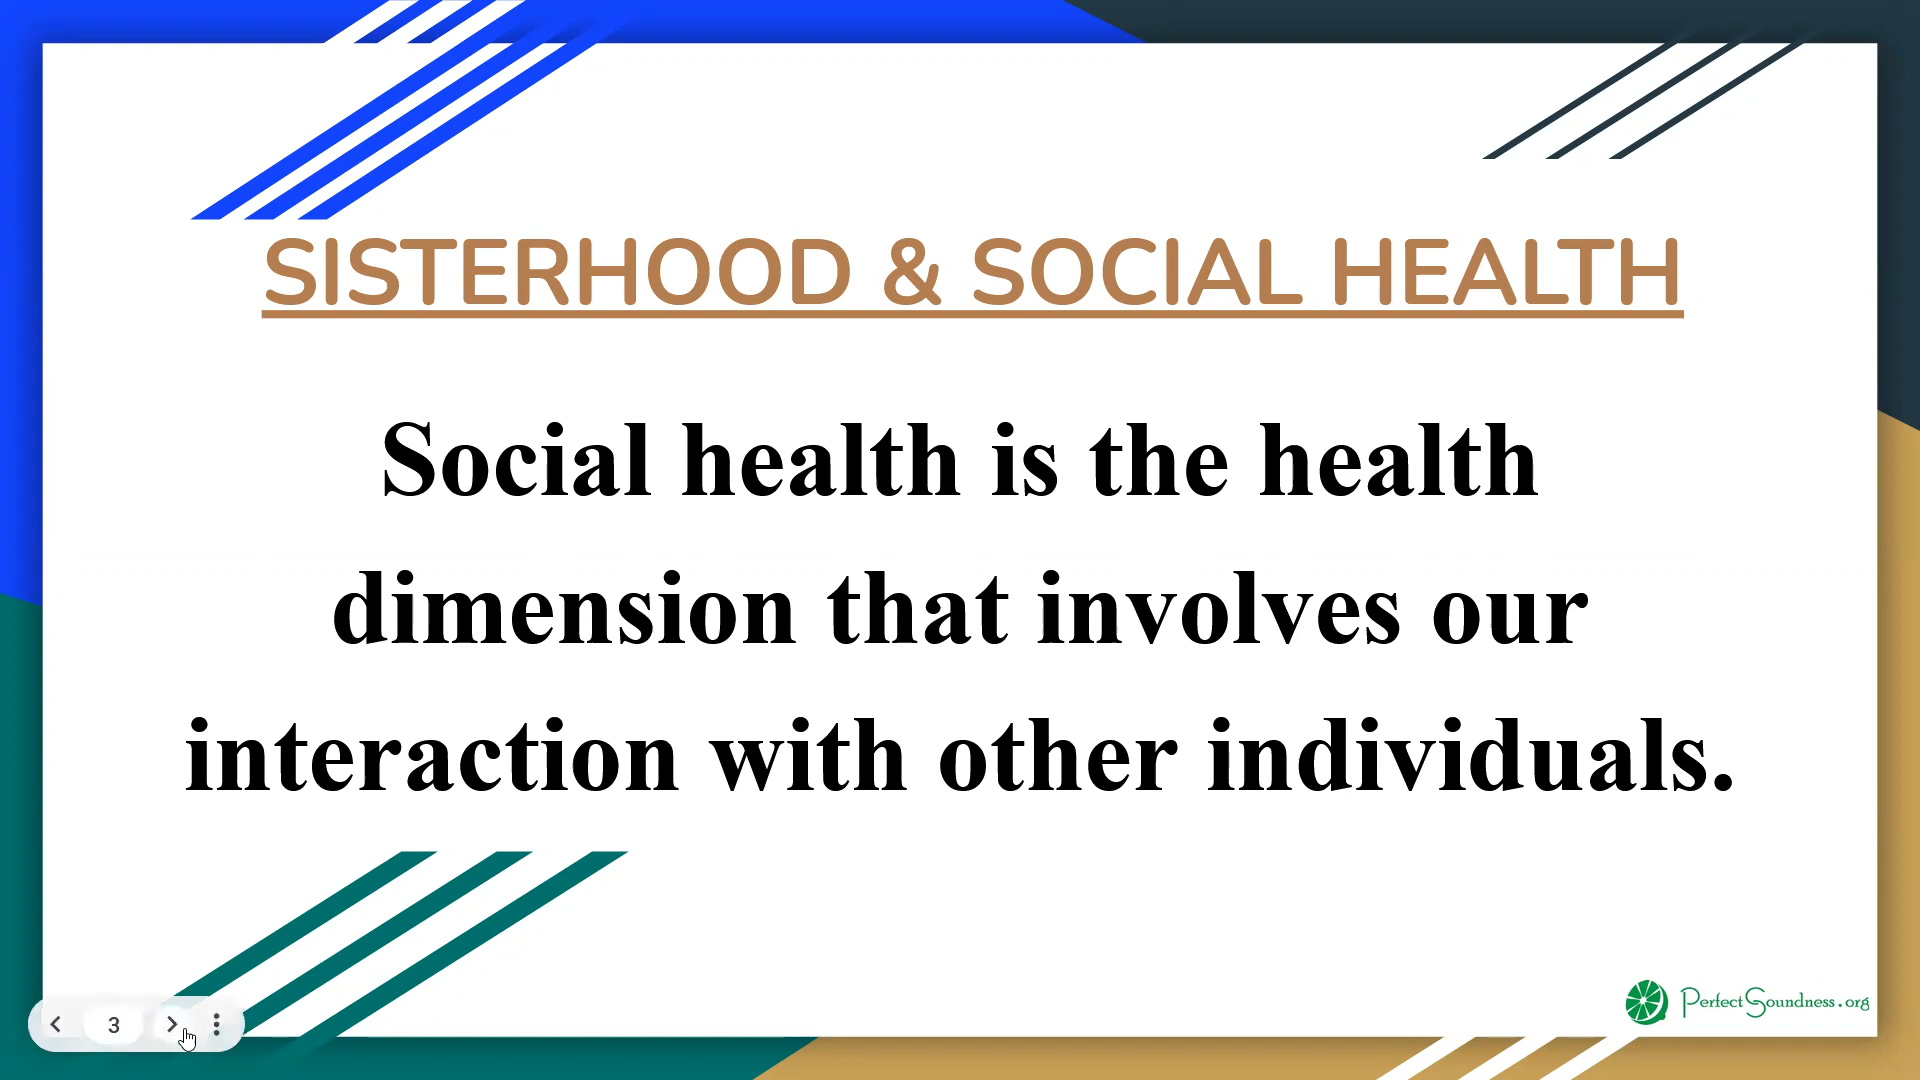 SISTERHOOD & SOCIAL HEALTH
Social health is the health
dimension that involves our
interaction with other individuals.
3
PerfectSoundness.org